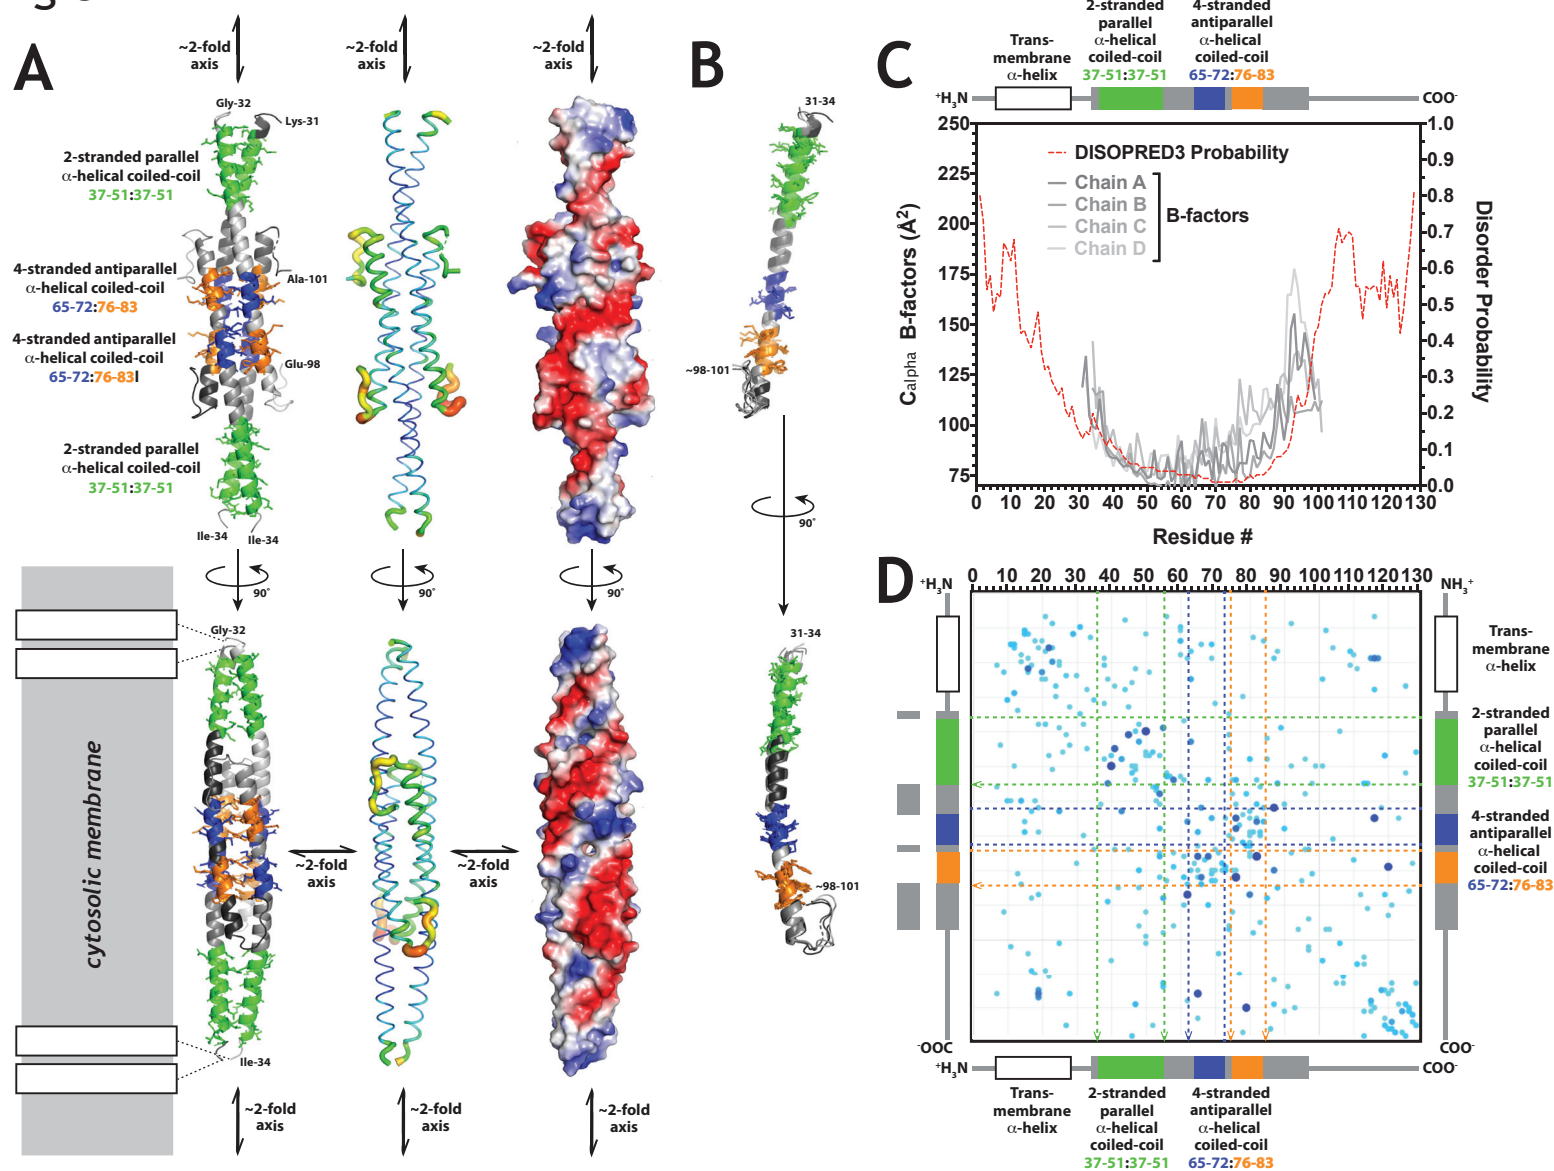 A
~2-fold
axis
~2-fold
axis
~2-fold
axis
Gly-32
Lys-31
2-stranded parallel
α-helical coiled-coil
37-51:37-51
4-stranded antiparallel
α-helical coiled-coil
65-72:76-83
Ala-101
4-stranded antiparallel
α-helical coiled-coil
65-72:76-83l
Glu-98
2-stranded parallel
α-helical coiled-coil
37-51:37-51
Ile-34
Ile-34
90°
90°
90°
Gly-32
cytosolic membrane
~2-fold
axis
~2-fold
axis
Ile-34
~2-fold
axis
~2-fold
axis
~2-fold
axis
B
31-34
~98-101
90°
31-34
~98-101
C
Trans-
membrane
α-helix
2-stranded
parallel
α-helical
coiled-coil
37-51:37-51
4-stranded
antiparallel
α-helical
coiled-coil
65-72:76-83
+H3N
COO-
250
225
200
175
150
125
100
75
Calpha B-factors (Å2)
DISOPRED3 Probability
Chain A
Chain B
Chain C
Chain D
B-factors
1.0
0.9
0.8
0.7
0.6
0.5
0.4
0.3
0.2
0.1
0.0
Disorder Probability
0 10 20 30 40 50 60 70 80 90 100 110 120 130
Residue #
D
+H3N
0 10 20 30 40 50 60 70 80 90 100 110 120 130
NH3+
Trans-
membrane
α-helix
2-stranded
parallel
α-helical
coiled-coil
37-51:37-51
4-stranded
antiparallel
α-helical
coiled-coil
65-72:76-83
-OOC
COO-
+H3N
COO-
Trans-
membrane
α-helix
2-stranded
parallel
α-helical
coiled-coil
37-51:37-51
4-stranded
antiparallel
α-helical
coiled-coil
65-72:76-83